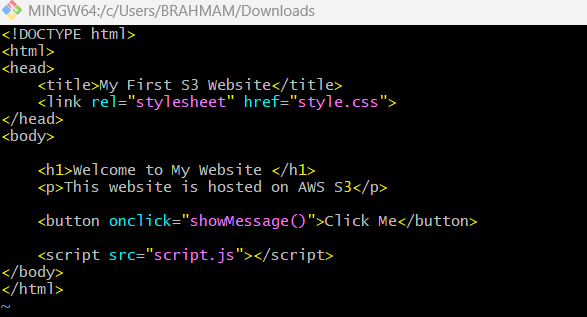 MINGW64:/c/Users/BRAHMAM/Downloads
<!DOCTYPE html>
<html>
<head>
    <title>My First S3 Website</title>
    <link rel="stylesheet" href="style.css">
</head>
<body>

    <h1>Welcome to My Website </h1>
    <p>This website is hosted on AWS S3</p>

    <button onclick="showMessage()">Click Me</button>

    <script src="script.js"></script>
</body>
</html>
~